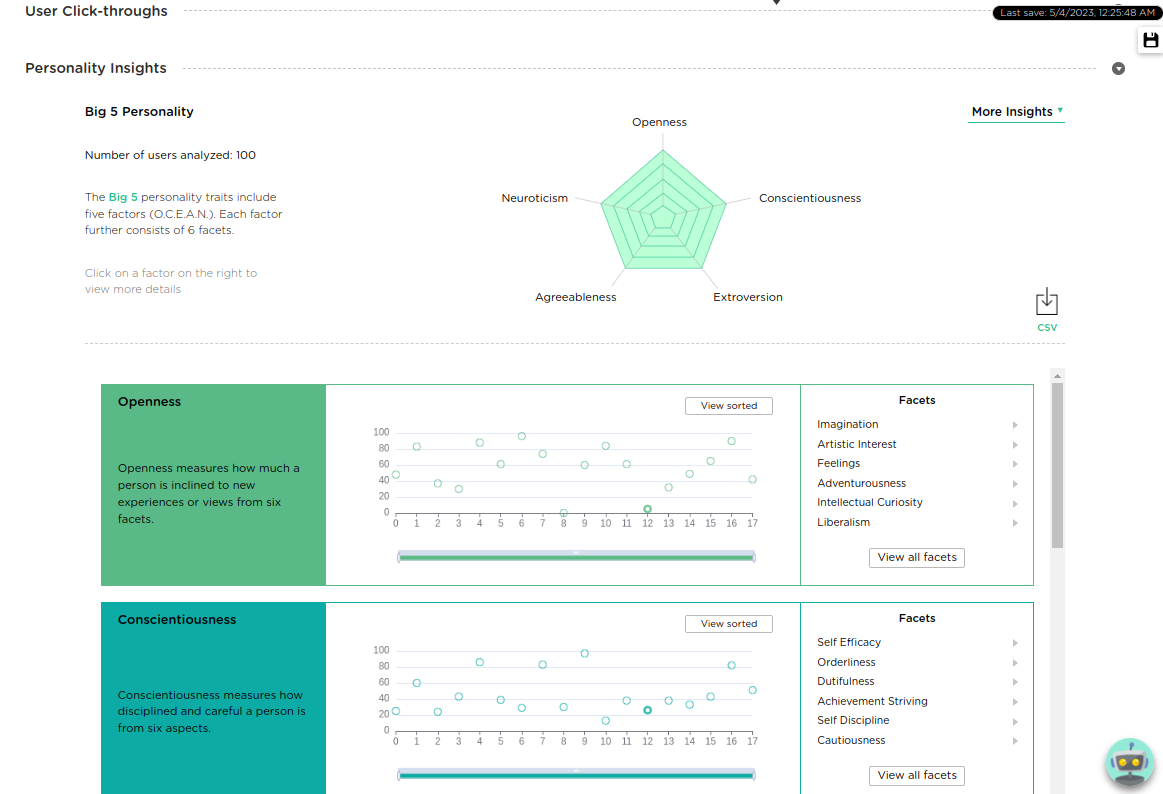 User Click-throughs
Last save: 5/4/2023, 12:25:48 AM
Personality Insights
Big 5 Personality
More Insights
Number of users analyzed: 100
The Big 5 personality traits include
five factors (O.C.E.A.N.). Each factor
further consists of 6 facets.
Click on a factor on the right to
view more details
Openness
Neuroticism
Conscientiousness
Agreeableness
Extroversion
CSV
Openness
Openness measures how much a
person is inclined to new
experiences or views from six
facets.
View sorted
100
80
60
40
20
0
0 1 2 3 4 5 6 7 8 9 10 11 12 13 14 15 16 17
Facets
Imagination
Artistic Interest
Feelings
Adventurousness
Intellectual Curiosity
Liberalism
View all facets
Conscientiousness
Conscientiousness measures how
disciplined and careful a person is
from six aspects.
View sorted
100
80
60
40
20
0
0 1 2 3 4 5 6 7 8 9 10 11 12 13 14 15 16 17
Facets
Self Efficacy
Orderliness
Dutifulness
Achievement Striving
Self Discipline
Cautiousness
View all facets